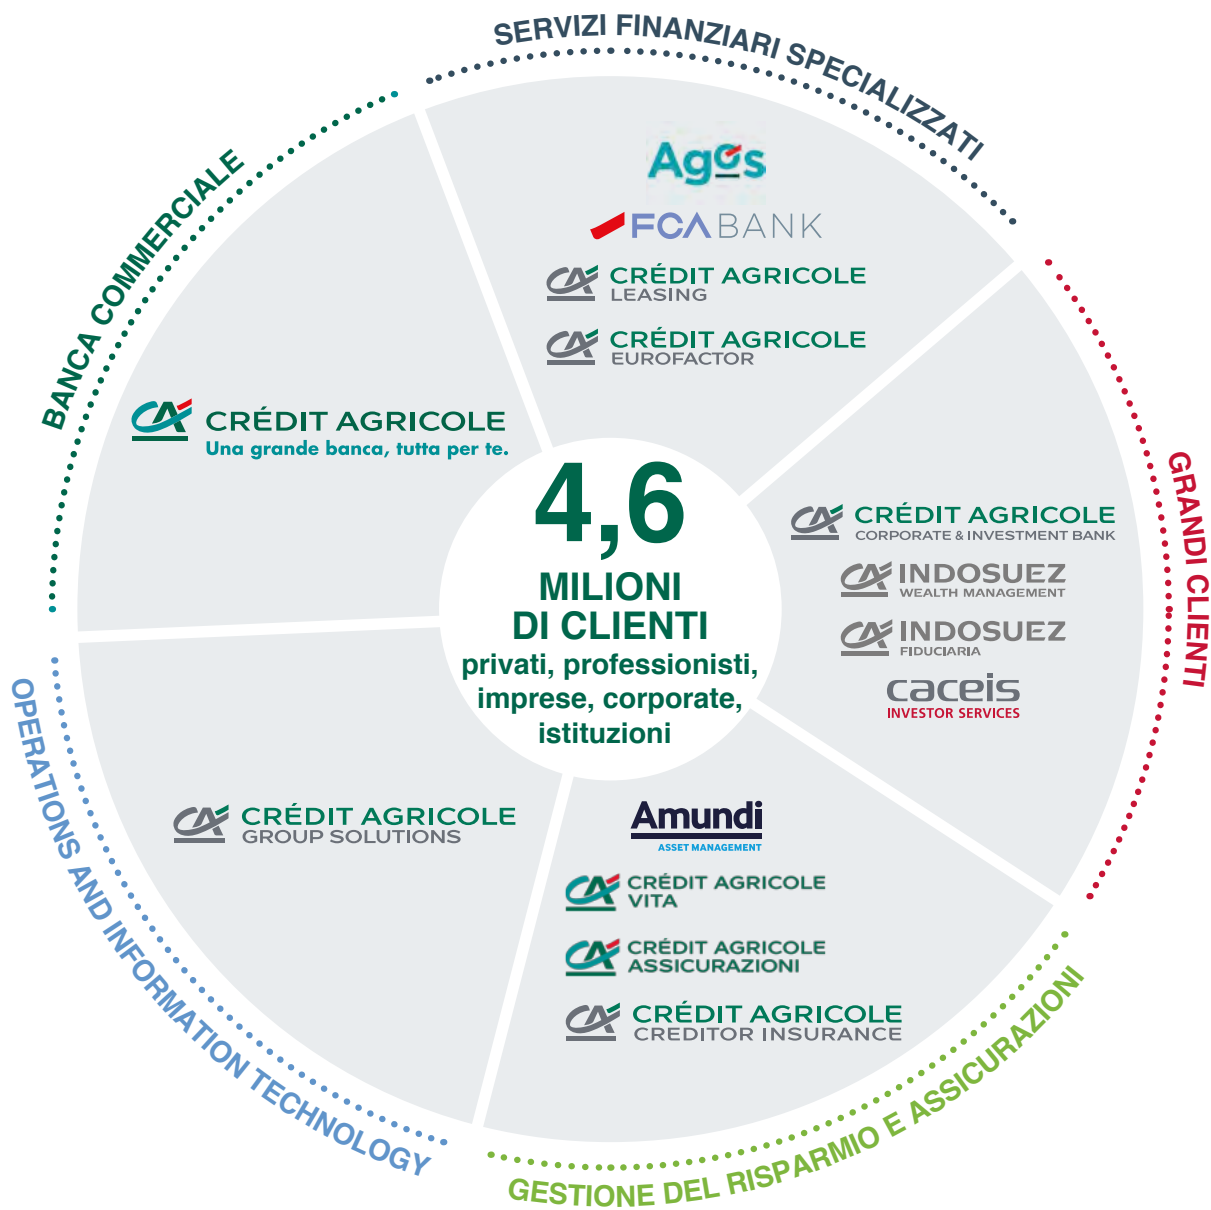 SERVIZI FINANZIARI SPECIALIZZATI
Agos
FCA BANK
CRÉDIT AGRICOLE
LEASING
CRÉDIT AGRICOLE
EUROFACTOR
BANCA COMMERCIALE
CRÉDIT AGRICOLE
Una grande banca, tutta per te.
4,6
MILIONI
DI CLIENTI
privati, professionisti,
imprese, corporate,
istituzioni
GRANDI CLIENTI
CRÉDIT AGRICOLE
CORPORATE & INVESTMENT BANK
INDOSUEZ
WEALTH MANAGEMENT
INDOSUEZ
FIDUCIARIA
caceis
INVESTOR SERVICES
OPERATIONS AND INFORMATION TECHNOLOGY
CRÉDIT AGRICOLE
GROUP SOLUTIONS
Amundi
ASSET MANAGEMENT
CRÉDIT AGRICOLE
VITA
CRÉDIT AGRICOLE
ASSICURAZIONI
CRÉDIT AGRICOLE
CREDITOR INSURANCE
GESTIONE DEL RISPARMIO E ASSICURAZIONI